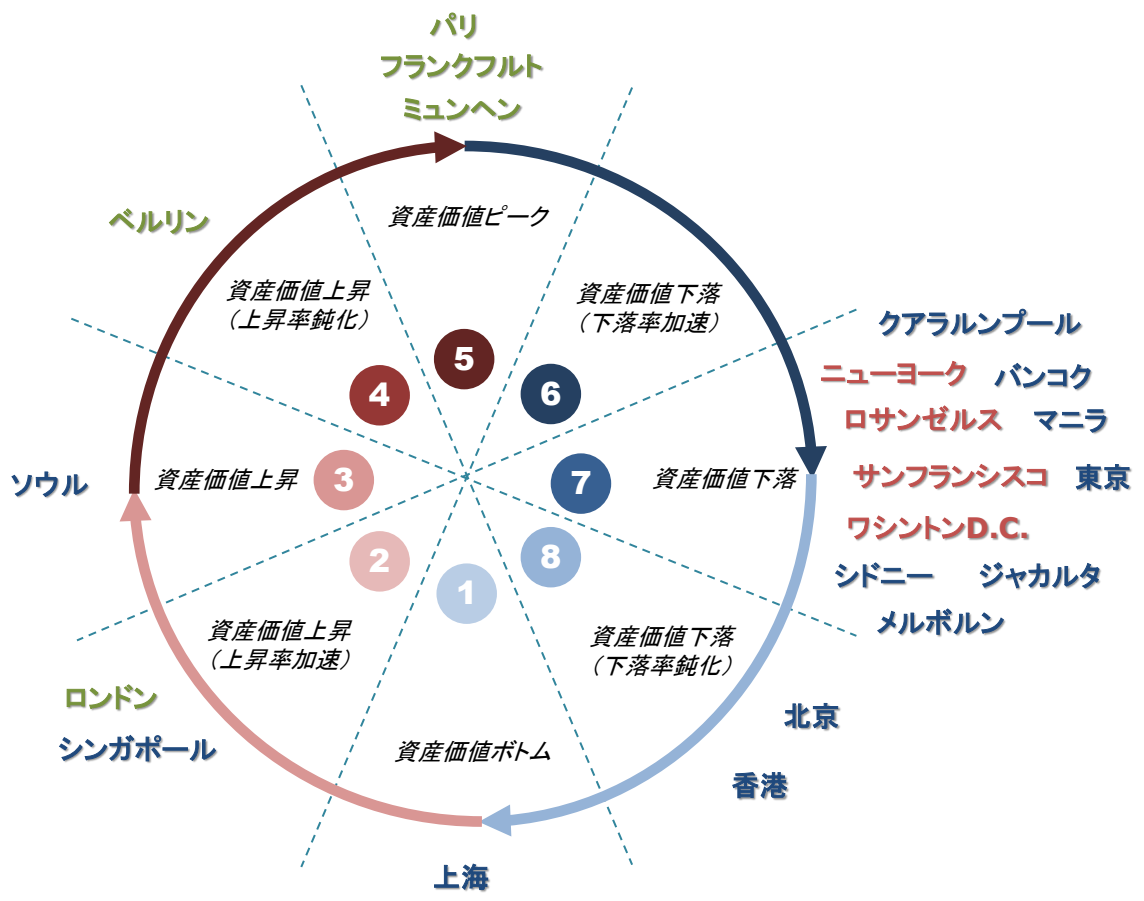 パリ
フランクフルト
ミュンヘン
資産価値ピーク
ベルリン
資産価値上昇
（上昇率鈍化）
資産価値下落
（下落率加速）
クアラルンプール
5
ニューヨーク バンコク
4
6
ロサンゼルス マニラ
ソウル
資産価値上昇
3
7
資産価値下落
サンフランシスコ 東京
ワシントンD.C.
2
8
シドニー ジャカルタ
1
メルボルン
資産価値上昇
（上昇率加速）
資産価値下落
（下落率鈍化）
ロンドン
北京
シンガポール
資産価値ボトム
香港
上海